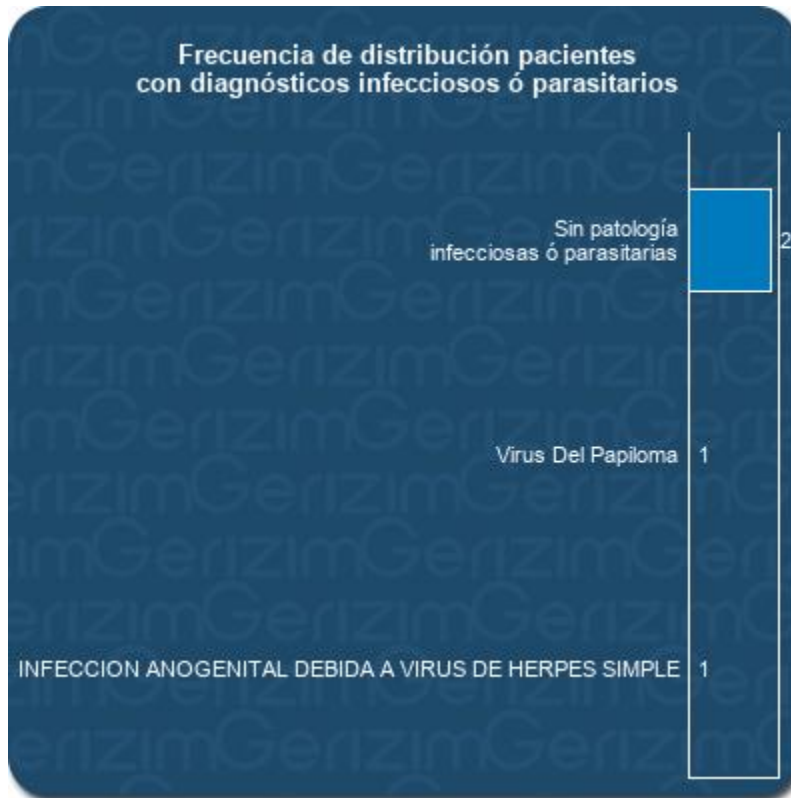 Frecuencia de distribución pacientes
con diagnósticos infecciosos ó parasitarios
Sin patología
infecciosas ó parasitarias
Virus Del Papiloma 1
INFECCION ANOGENITAL DEBIDA A VIRUS DE HERPES SIMPLE 1
Gerizim